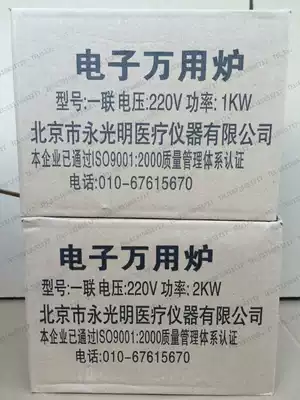 电子万用炉
型号:一联 电压:220V 功率: 1KW
北京市永光明医疗仪器有限公司
本企业已通过ISO9001:2000质量管理体系认证
电话:010-67615670
电子万用炉
型号:一联 电压:220V 功率: 2KW
北京市永光明医疗仪器有限公司
本企业已通过ISO9001:2000质量管理体系认证
电话:010-67615670